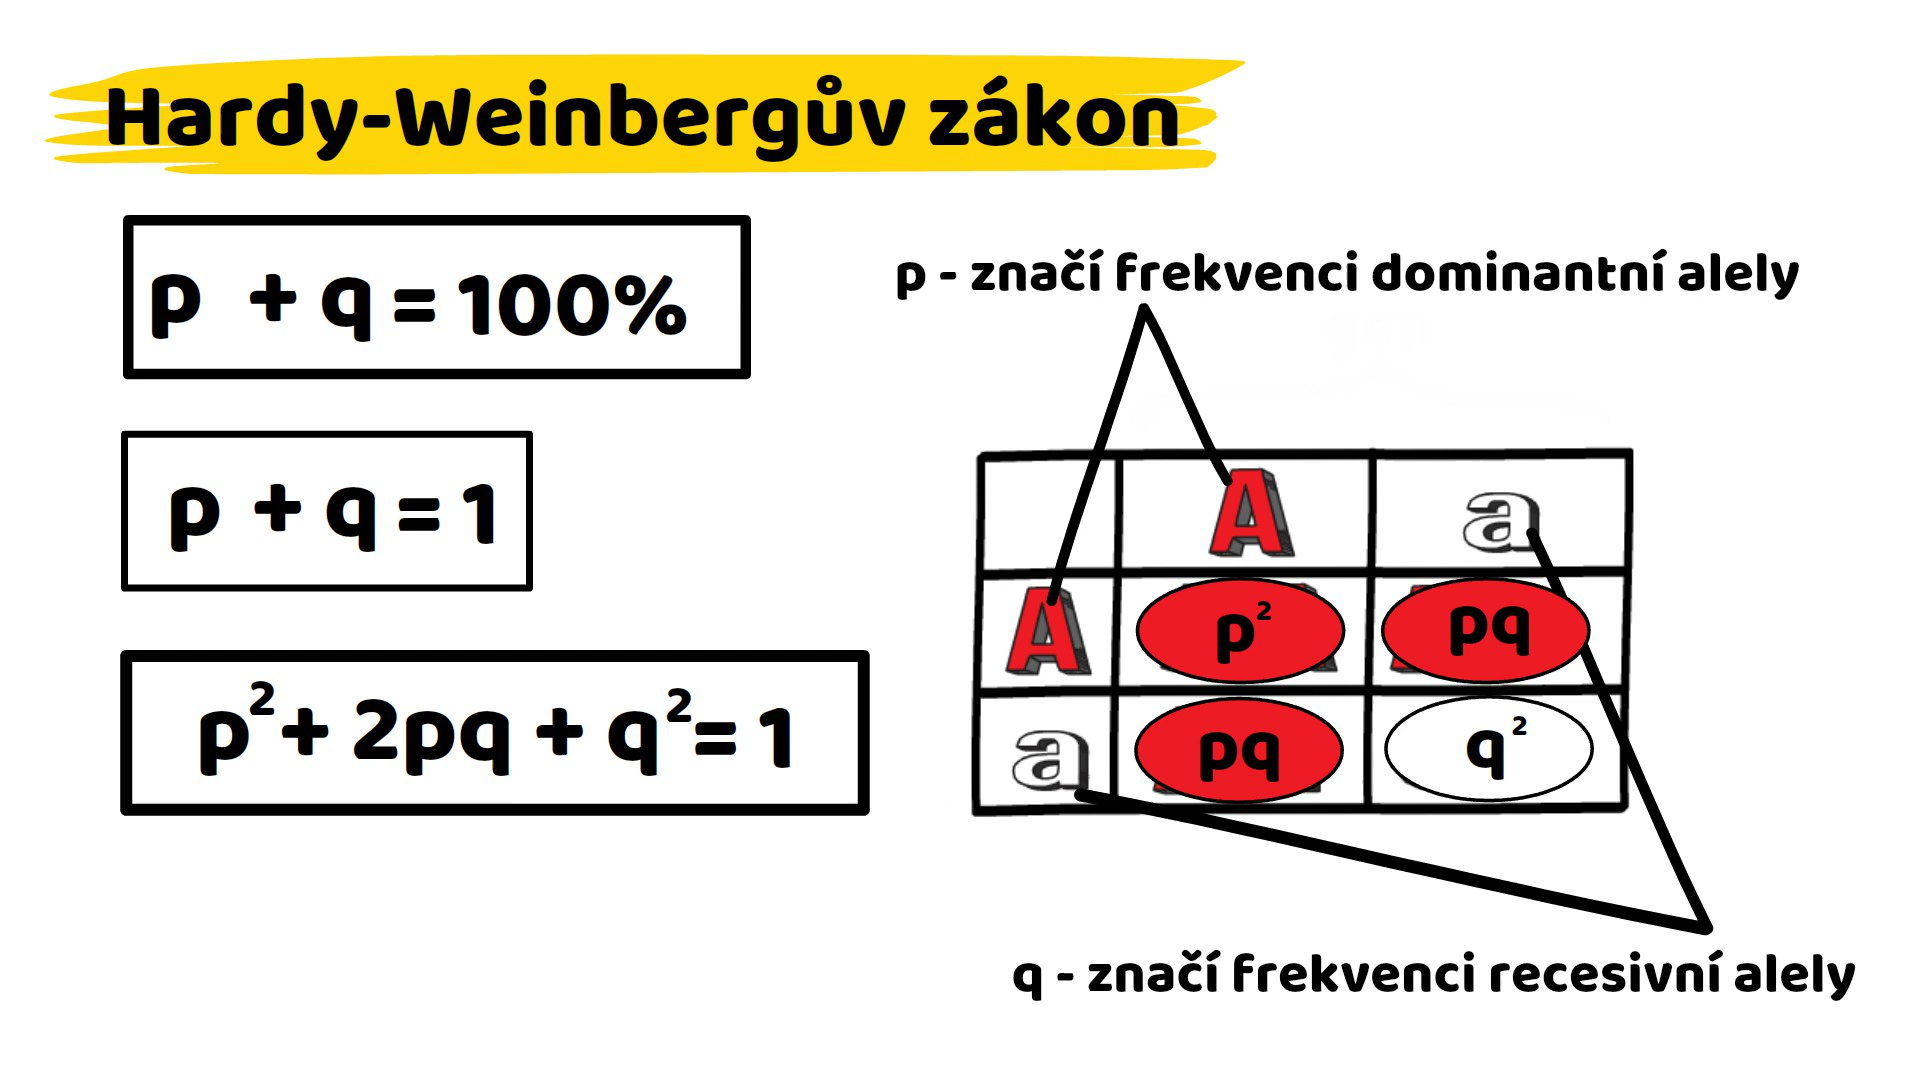 Hardy-Weinbergův zákon
p + q = 100%
p + q = 1
p² + 2pq + q² = 1
p - značí frekvenci dominantní alely
A a
A p² pq
a pq q²
q - značí frekvenci recesivní alely